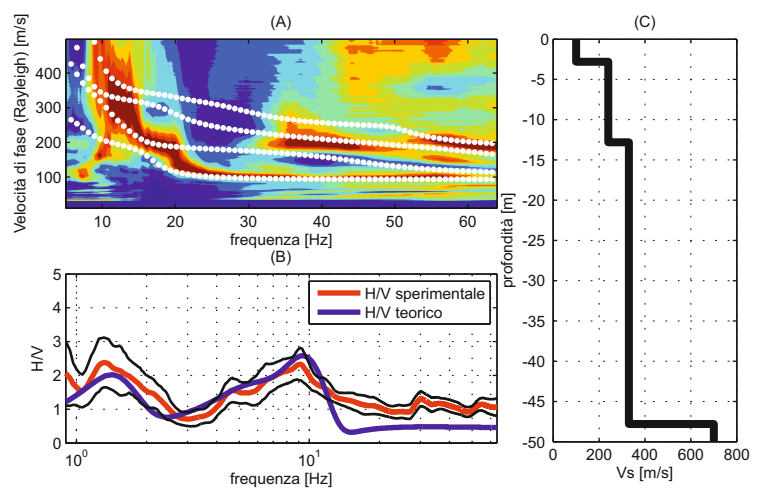 (A)
Velocità di fase (Rayleigh) [m/s]
400
300
200
100
10 20 30 40 50 60
frequenza [Hz]
(B)
H/V
5
4
3
2
1
0
H/V sperimentale
H/V teorico
10^0 10^1
frequenza [Hz]
(C)
profondità [m]
0
-5
-10
-15
-20
-25
-30
-35
-40
-45
-50
0 200 400 600 800
Vs [m/s]